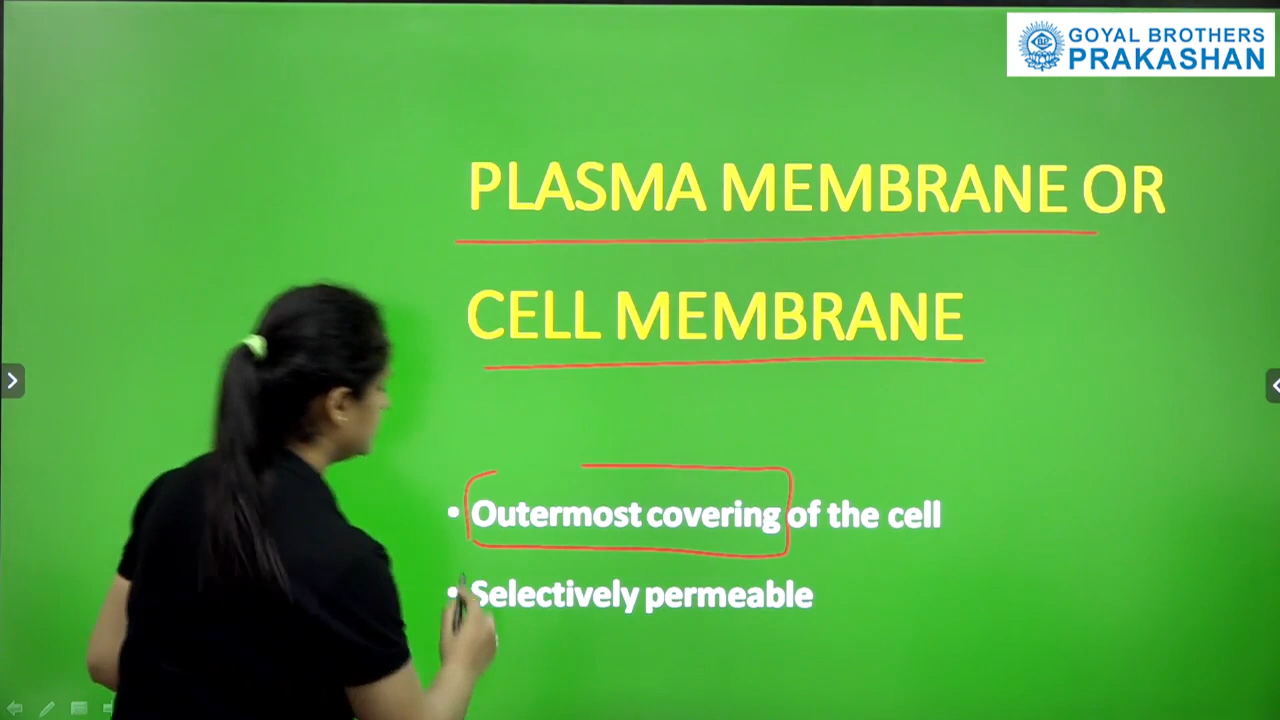 GOYAL BROTHERS
PRAKASHAN
PLASMA MEMBRANE OR
CELL MEMBRANE
• Outermost covering of the cell
• Selectively permeable